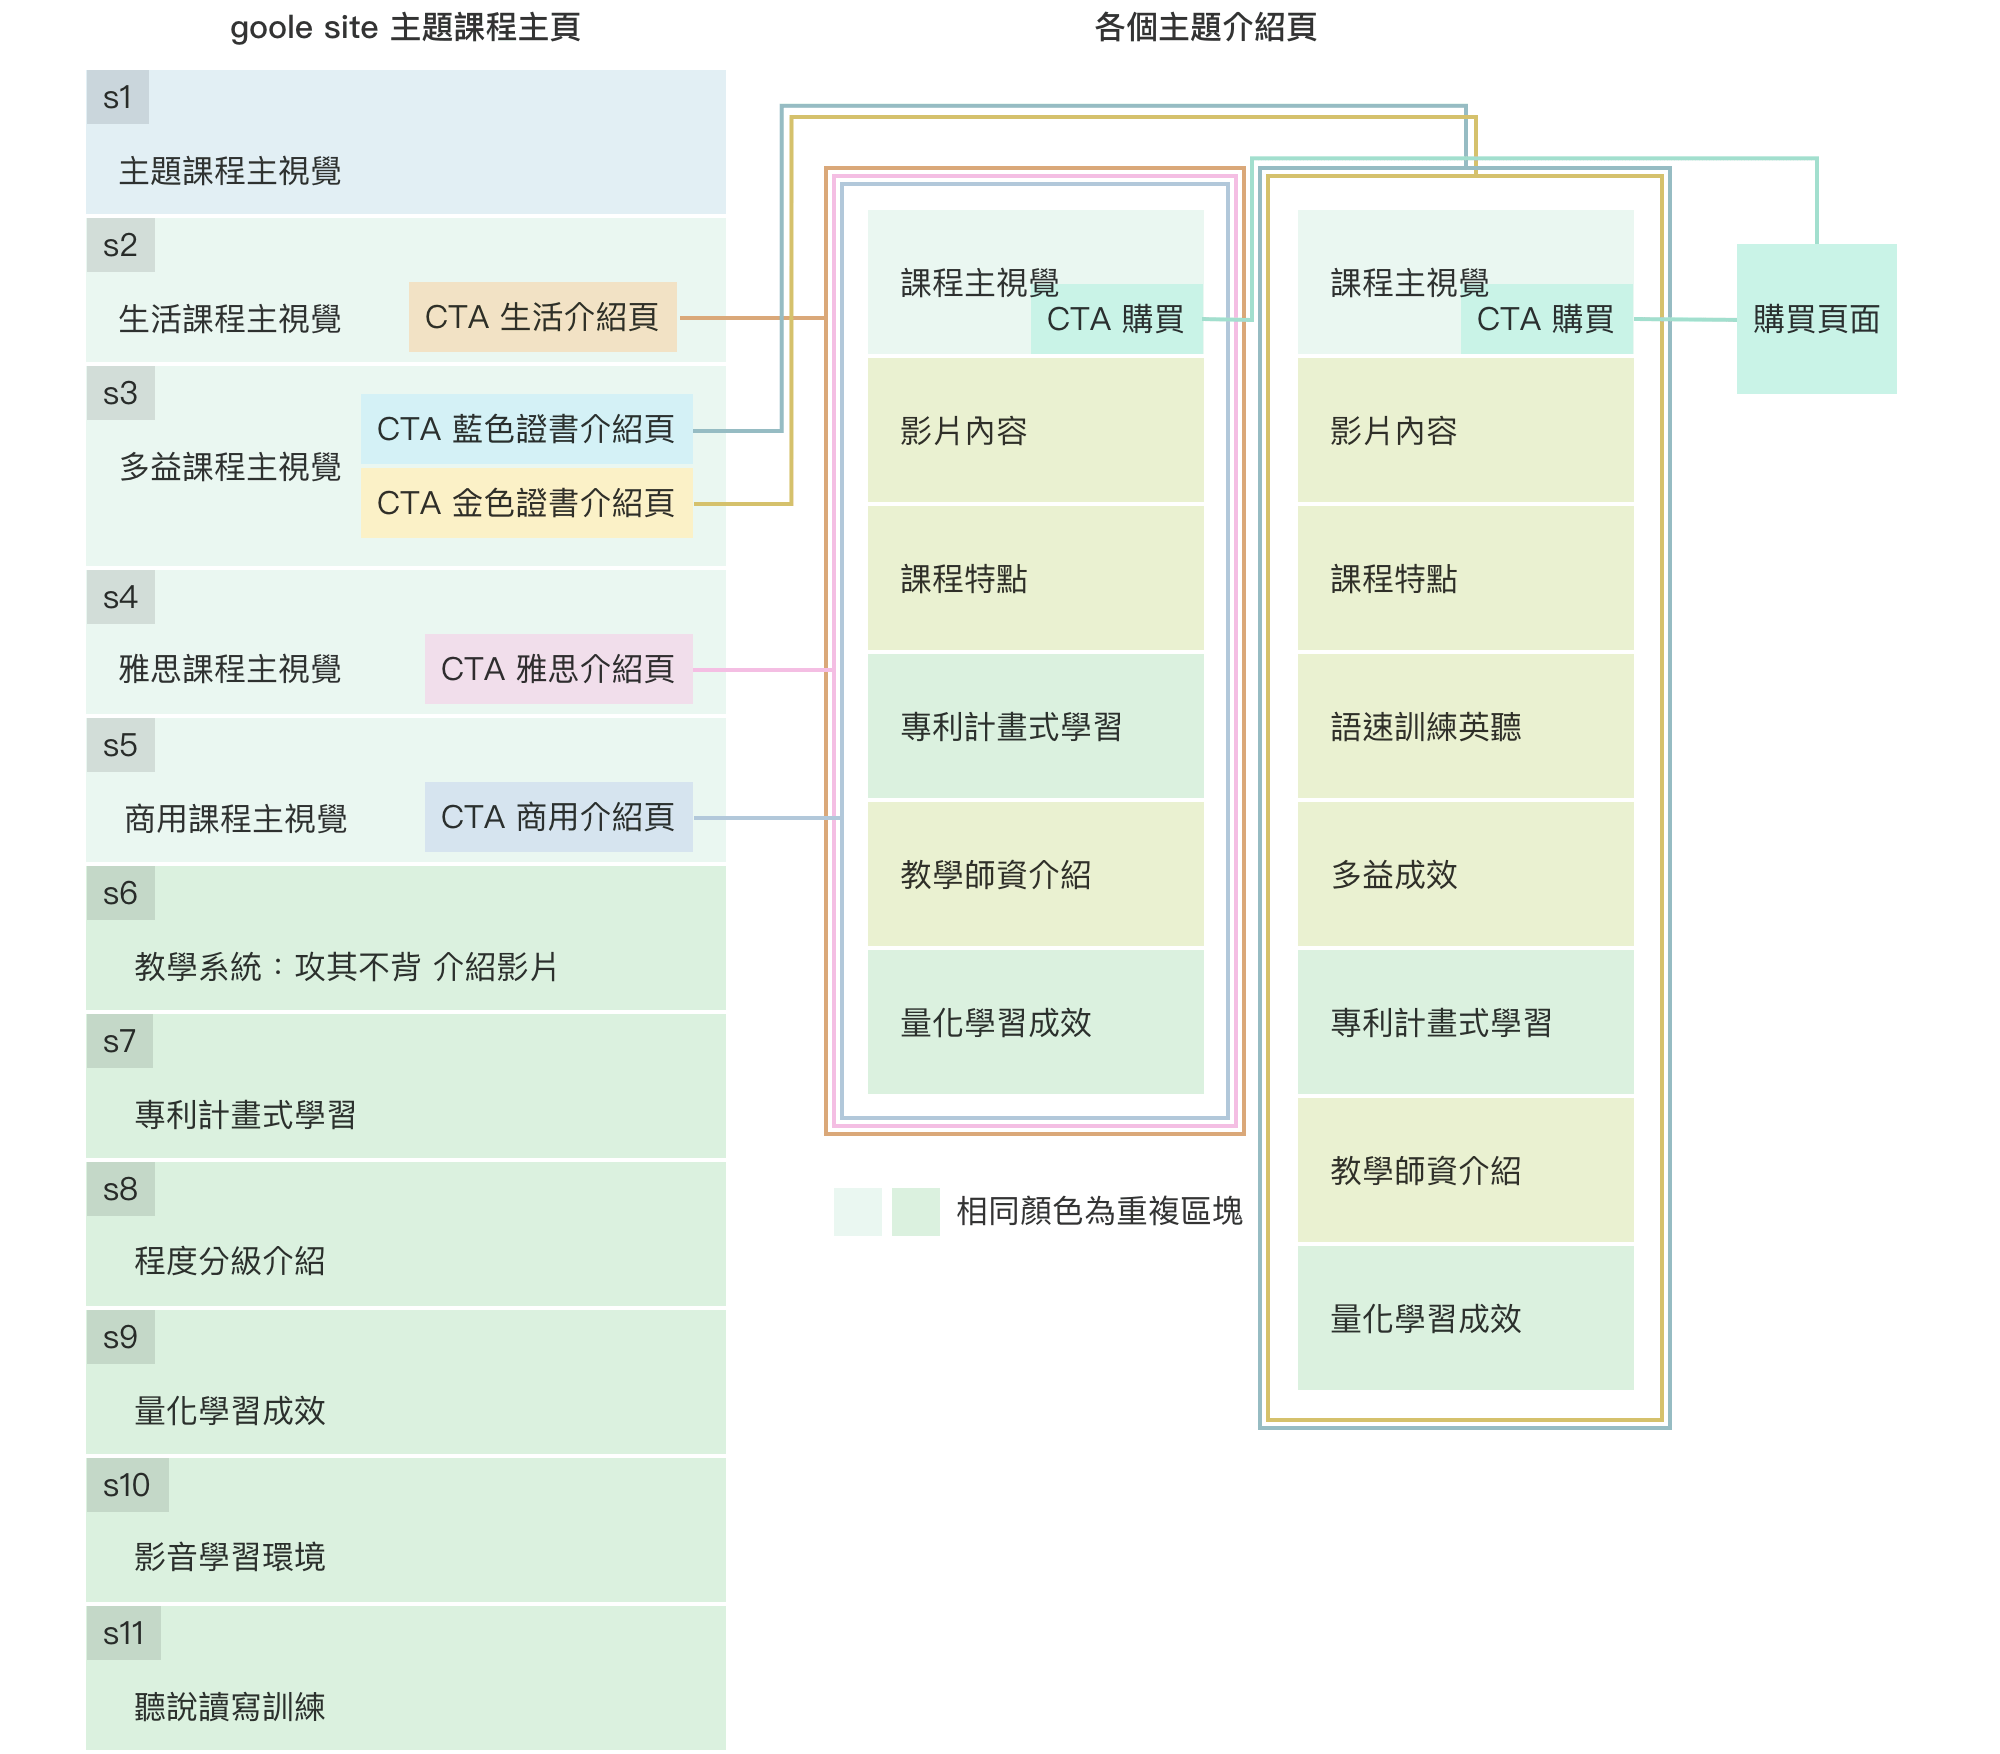 goole site 主題課程主頁
s1
主題課程主視覺
s2
生活課程主視覺
CTA 生活介紹頁
s3
多益課程主視覺
CTA 藍色證書介紹頁
CTA 金色證書介紹頁
s4
雅思課程主視覺
CTA 雅思介紹頁
s5
商用課程主視覺
CTA 商用介紹頁
s6
教學系統：攻其不背 介紹影片
s7
專利計畫式學習
s8
程度分級介紹
s9
量化學習成效
s10
影音學習環境
s11
聽說讀寫訓練
各個主題介紹頁
課程主視覺
CTA 購買
影片內容
課程特點
專利計畫式學習
教學師資介紹
量化學習成效
相同顏色為重複區塊
課程主視覺
CTA 購買
影片內容
課程特點
語速訓練英聽
多益成效
專利計畫式學習
教學師資介紹
量化學習成效
購買頁面